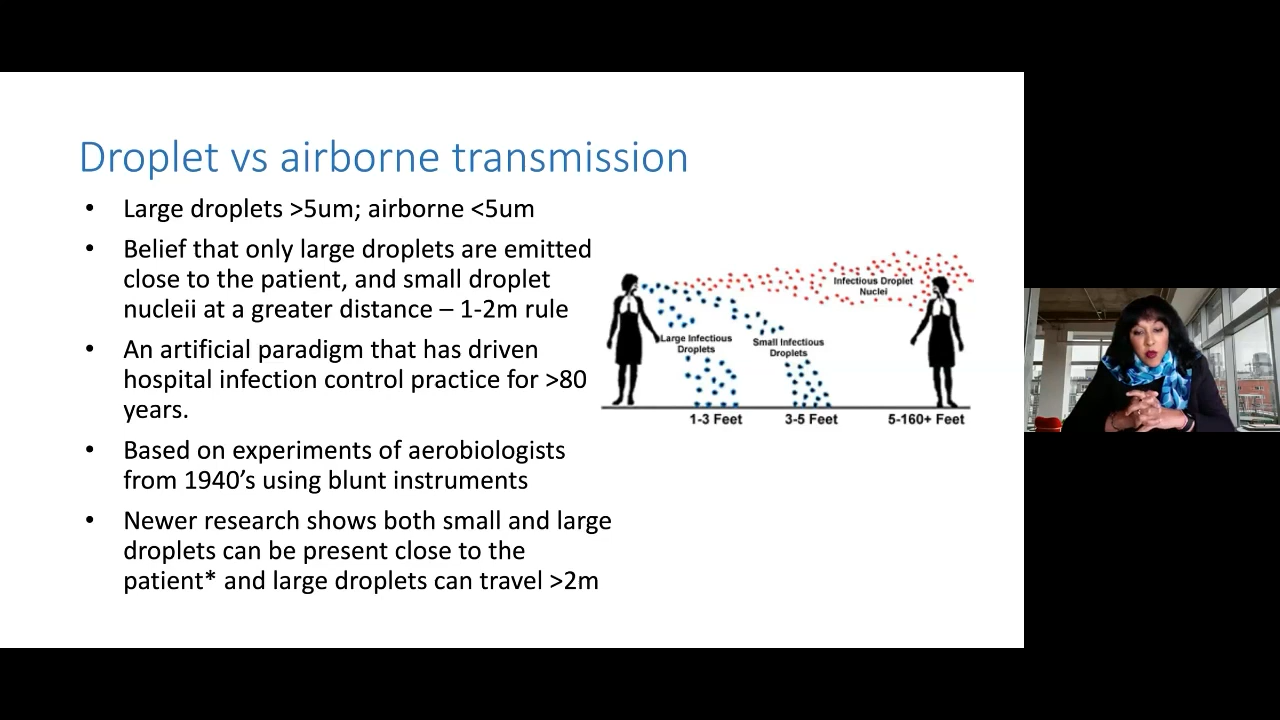 Droplet vs airborne transmission
• Large droplets >5um; airborne <5um
• Belief that only large droplets are emitted
close to the patient, and small droplet
nucleii at a greater distance – 1-2m rule
• An artificial paradigm that has driven
hospital infection control practice for >80
years.
• Based on experiments of aerobiologists
from 1940’s using blunt instruments
• Newer research shows both small and large
droplets can be present close to the
patient* and large droplets can travel >2m
Infectious Droplet
Nuclei
Large Infectious
Droplets
Small Infectious
Droplets
1-3 Feet
3-5 Feet
5-160+ Feet